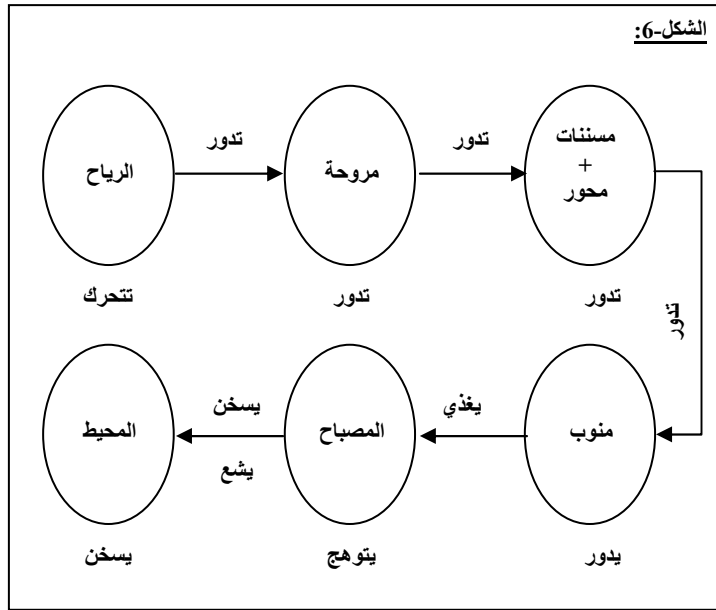 الشكل-6:
تدور
تدور
الرياح
مروحة
مسننات
+
محور
تتحرك
تدور
تدور
تدور
يسخن
يغذي
المحيط
المصباح
منوب
يشع
يسخن
يتوهج
يدور